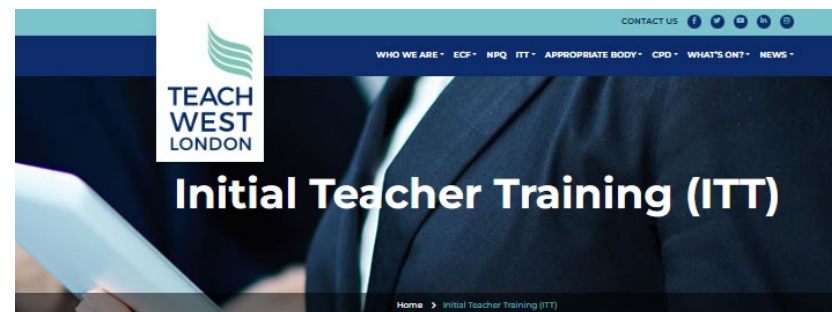 CONTACT US
WHO WE ARE ECF NPQ ITT APPROPRIATE BODY CPD WHAT'S ON? NEWS
TEACH
WEST
LONDON
Initial Teacher Training (ITT)
Home > Initial Teacher Training (ITT)